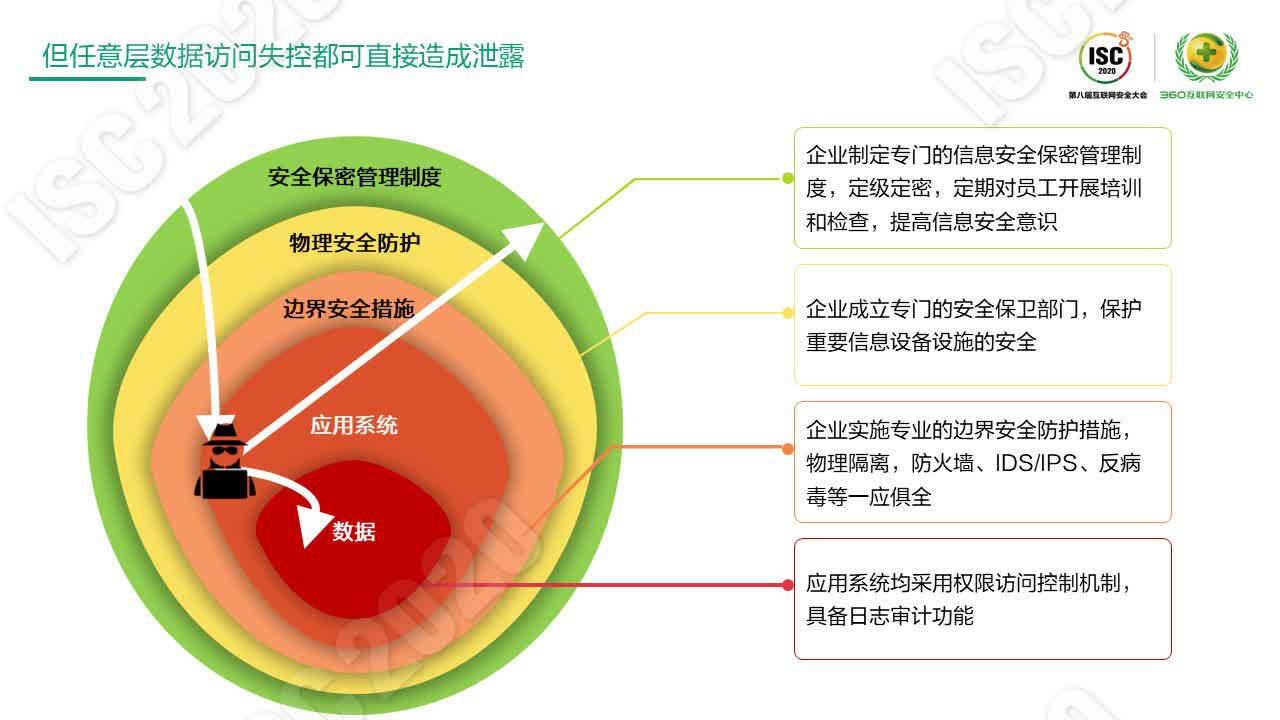 但任意层数据访问失控都可直接造成泄露
ISC
2020
第八届互联网安全大会
360互联网安全中心
安全保密管理制度
物理安全防护
边界安全措施
应用系统
数据
企业制定专门的信息安全保密管理制
度，定级定密，定期对员工开展培训
和检查，提高信息安全意识
企业成立专门的安全保卫部门，保护
重要信息设备设施的安全
企业实施专业的边界安全防护措施，
物理隔离，防火墙、IDS/IPS、反病
毒等一应俱全
应用系统均采用权限访问控制机制，
具备日志审计功能
ISC 2020
ISC 2020
ISC 2020